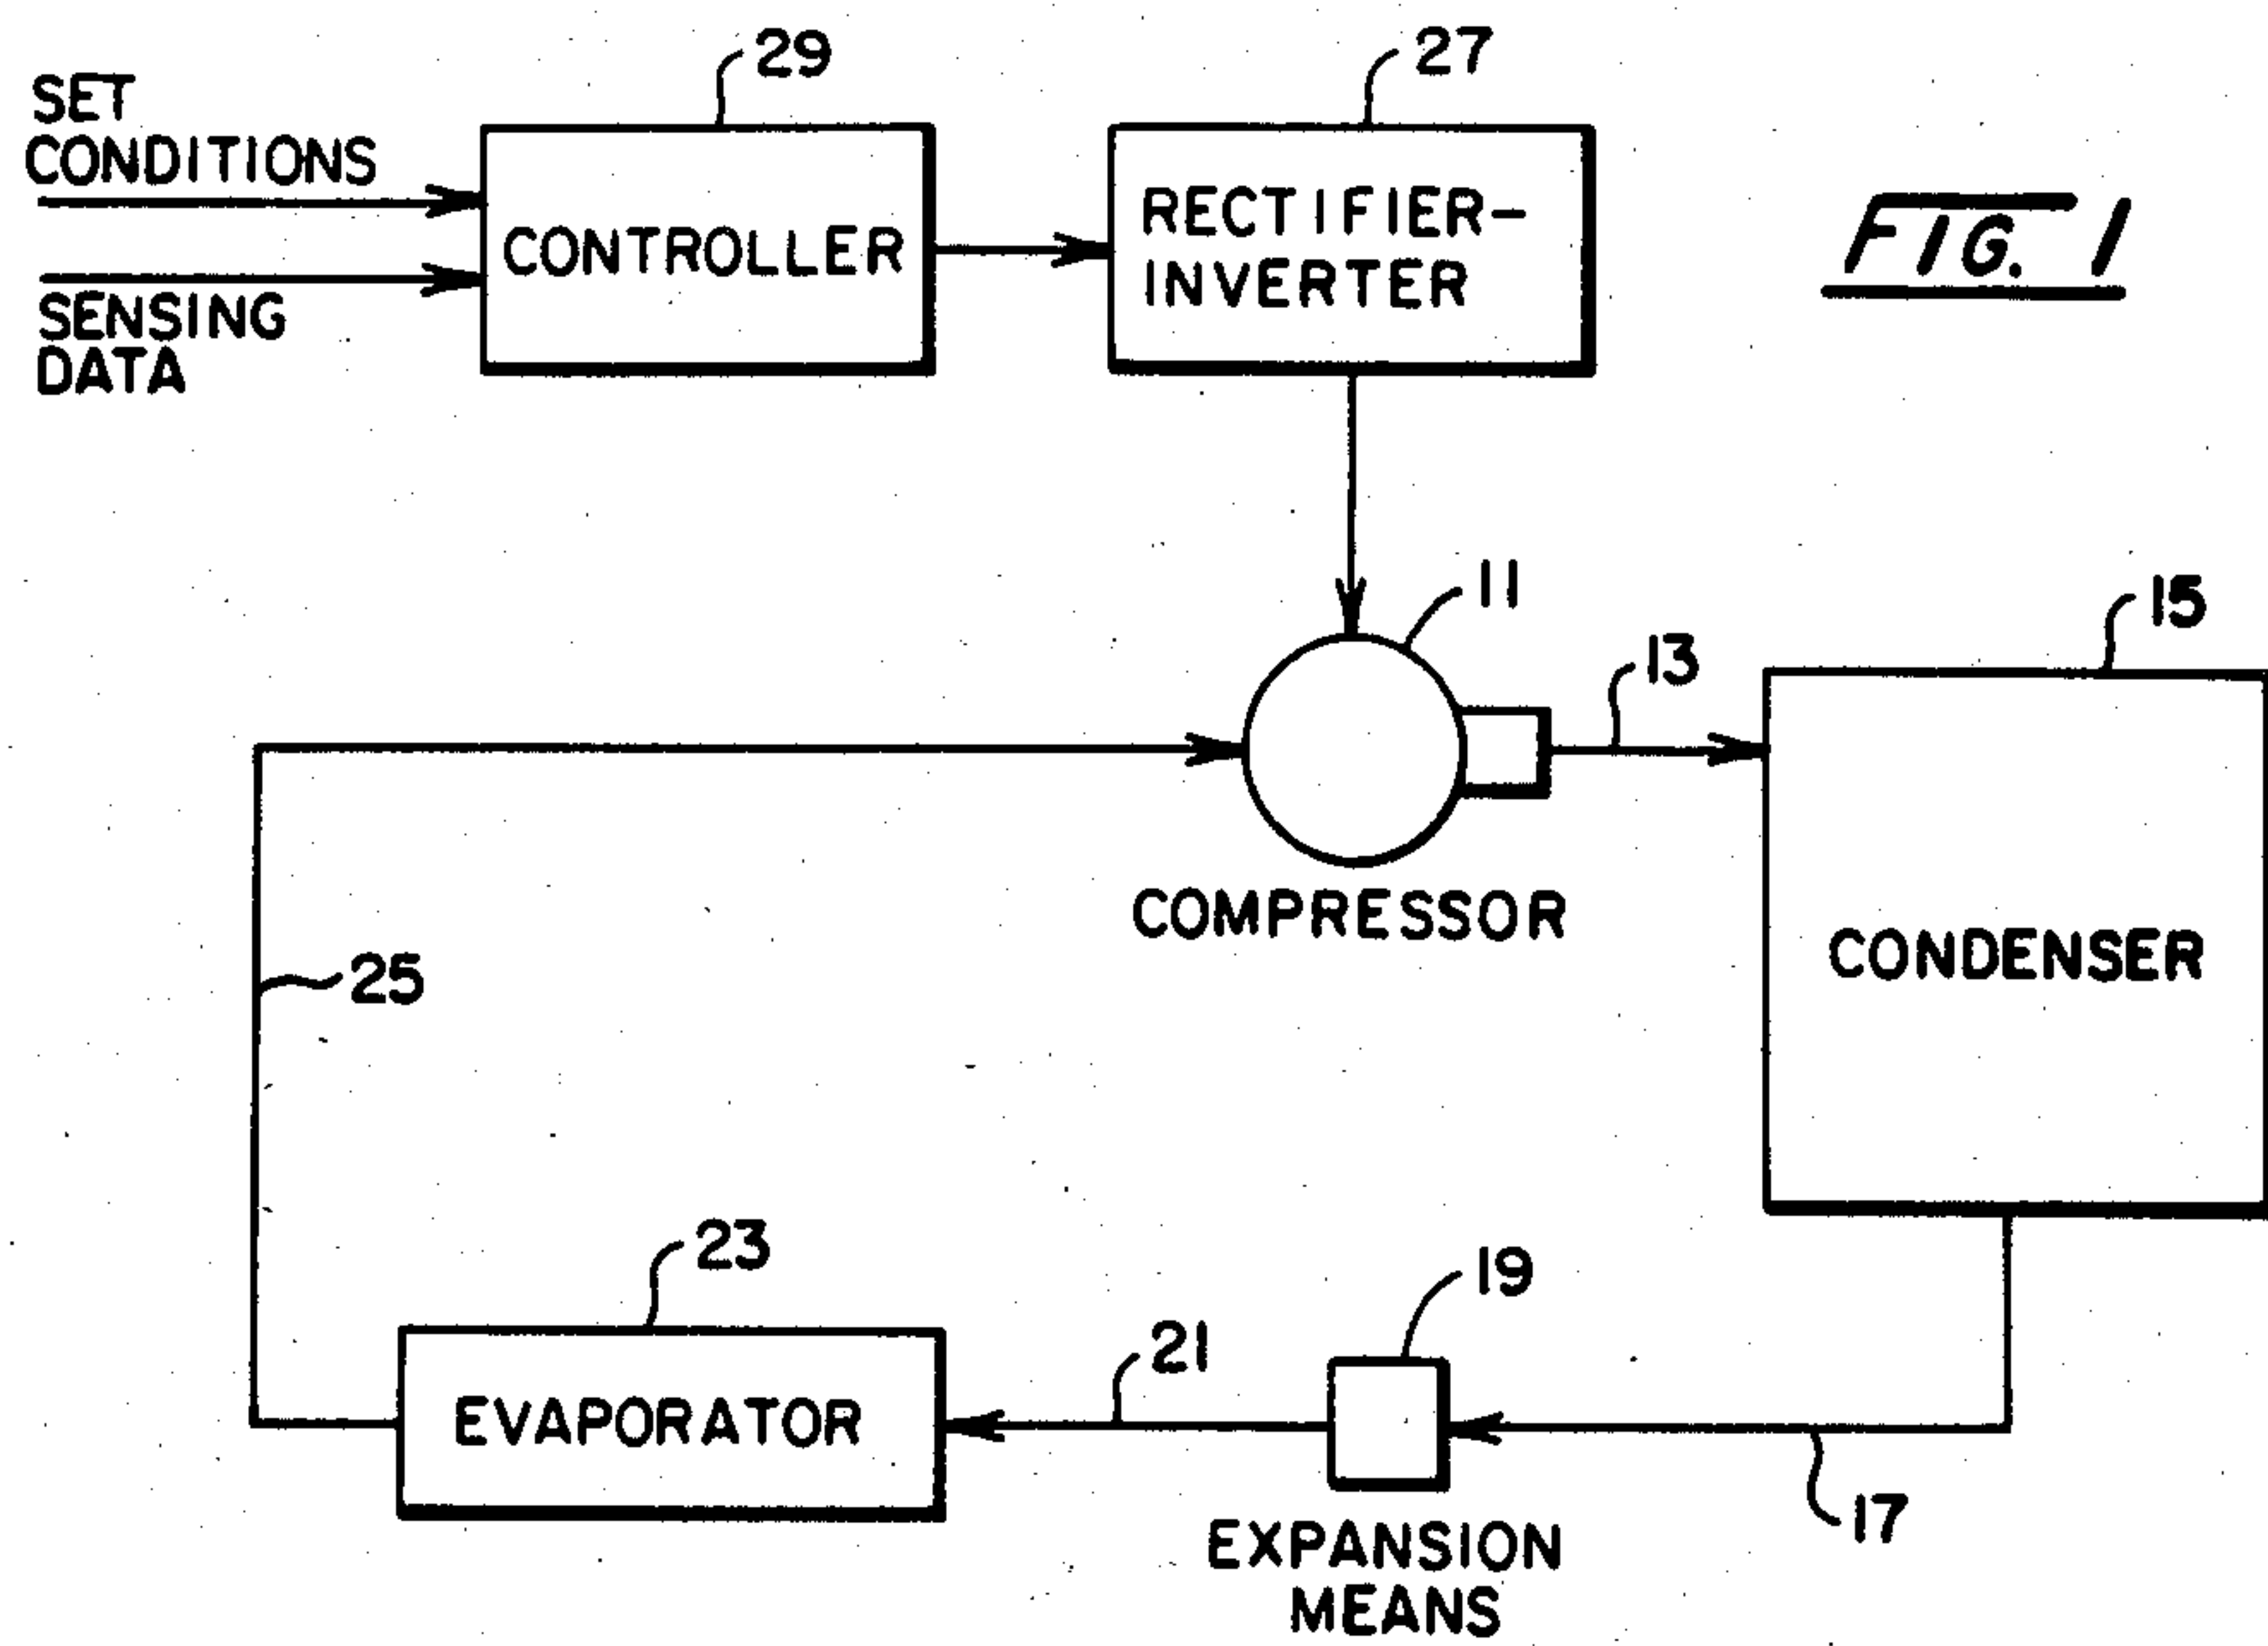 29
27
SET
CONDITIONS
CONTROLLER
RECTIFIER-
INVERTER
FIG. 1
SENSING
DATA
11
13
15
COMPRESSOR
CONDENSER
25
23
19
21
EVAPORATOR
17
EXPANSION
MEANS